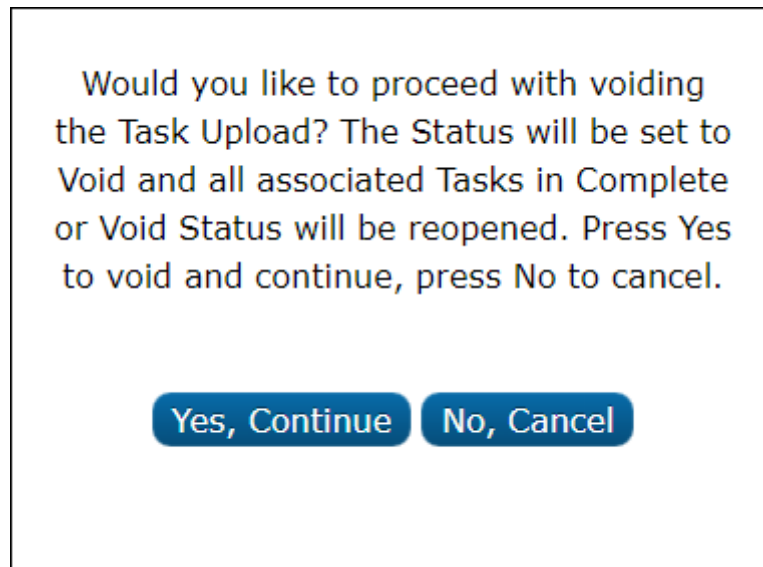 Would you like to proceed with voiding
the Task Upload? The Status will be set to
Void and all associated Tasks in Complete
or Void Status will be reopened. Press Yes
to void and continue, press No to cancel.
Yes, Continue No, Cancel